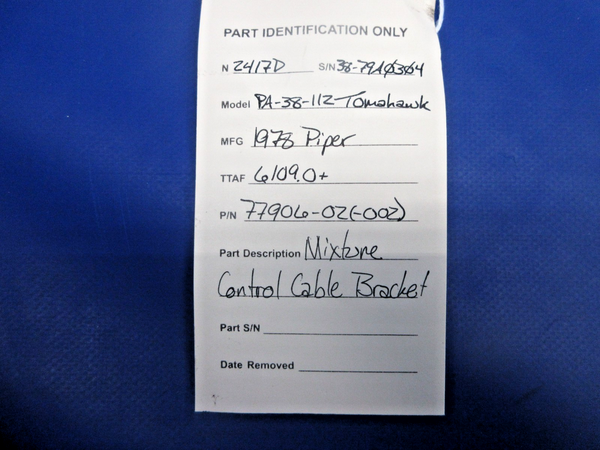 PART IDENTIFICATION ONLY
N 2417D S/N 38-79A0364
Model PA-38-112 Tomahawk
MFG 1978 Piper
TTAF 6109.0+
P/N 77906-02(-002)
Part Description Mixture
Control Cable Bracket
Part S/N
Date Removed